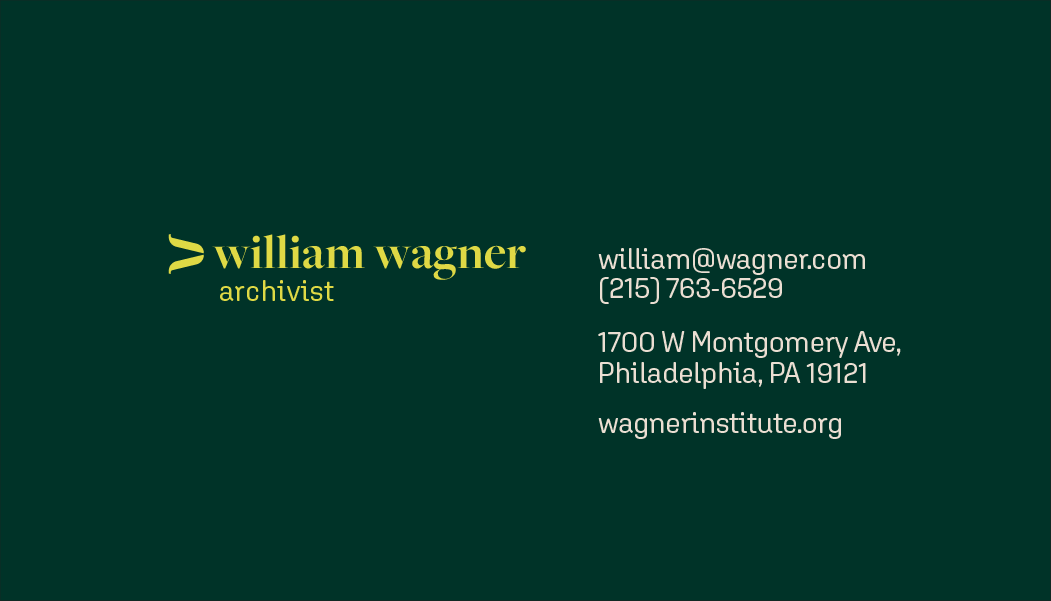 william wagner
archivist
william@wagner.com
(215) 763-6529
1700 W Montgomery Ave,
Philadelphia, PA 19121
wagnerinstitute.org